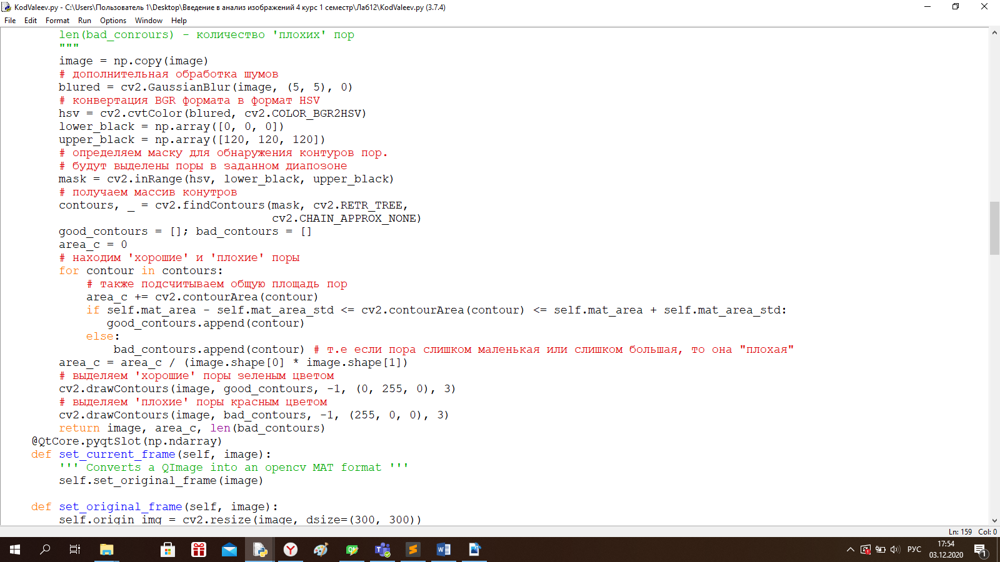 KodValeev.py - C:\Users\Пользователь 1\Desktop\Введение в анализ изображений 4 курс 1 семестр\Лаб12\KodValeev.py (3.7.4)
File Edit Format Run Options Window Help
len(bad_conrours) - количество 'плохих' пор
"""
image = np.copy(image)
# дополнительная обработка шумов
blured = cv2.GaussianBlur(image, (5, 5), 0)
# конвертация BGR формата в формат HSV
hsv = cv2.cvtColor(blured, cv2.COLOR_BGR2HSV)
lower_black = np.array([0, 0, 0])
upper_black = np.array([120, 120, 120])
# определяем маску для обнаружения контуров пор.
# будут выделены поры в заданном диапозоне
mask = cv2.inRange(hsv, lower_black, upper_black)
# получаем массив конутров
contours, _ = cv2.findContours(mask, cv2.RETR_TREE,
cv2.CHAIN_APPROX_NONE)
good_contours = []; bad_contours = []
area_c = 0
# находим 'хорошие' и 'плохие' поры
for contour in contours:
# также подсчитываем общую площадь пор
area_c += cv2.contourArea(contour)
if self.mat_area - self.mat_area_std <= cv2.contourArea(contour) <= self.mat_area + self.mat_area_std:
good_contours.append(contour)
else:
bad_contours.append(contour) # т.е если пора слишком маленькая или слишком большая, то она "плохая"
area_c = area_c / (image.shape[0] * image.shape[1])
# выделяем 'хорошие' поры зеленым цветом
cv2.drawContours(image, good_contours, -1, (0, 255, 0), 3)
# выделяем 'плохие' поры красным цветом
cv2.drawContours(image, bad_contours, -1, (255, 0, 0), 3)
return image, area_c, len(bad_contours)
@QtCore.pyqtSlot(np.ndarray)
def set_current_frame(self, image):
''' Converts a QImage into an opencv MAT format '''
self.set_original_frame(image)
def set_original_frame(self, image):
self.origin_img = cv2.resize(image, dsize=(300, 300))
Ln: 159 Col: 0
РУС
17:54
03.12.2020
1